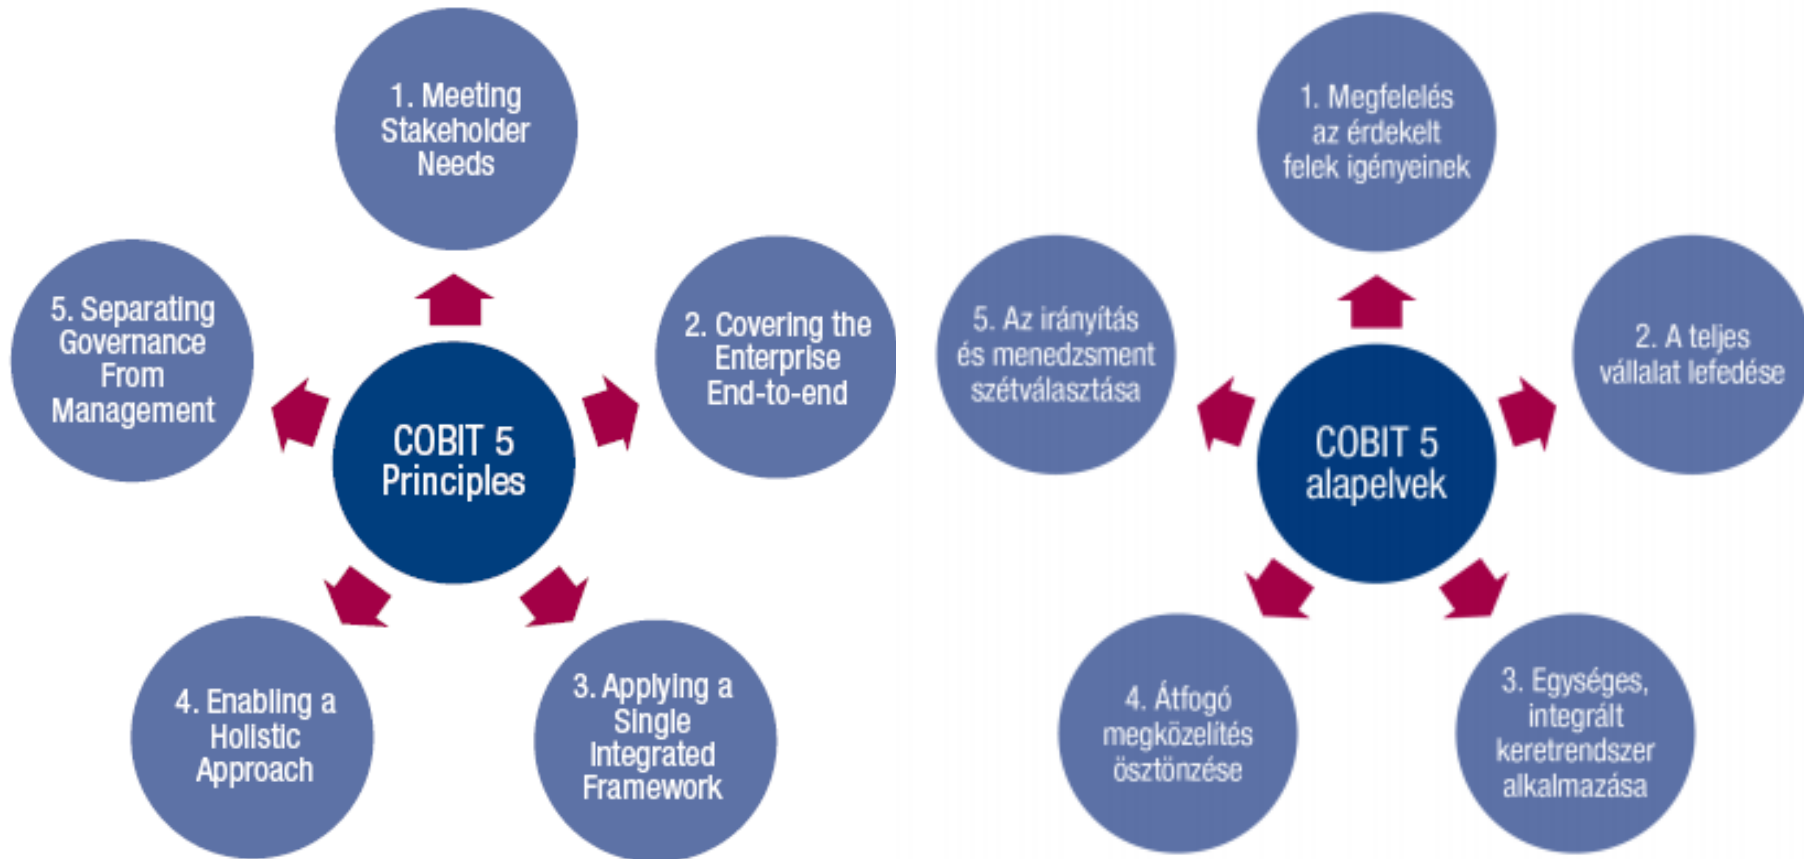 1. Meeting
Stakeholder
Needs
2. Covering the
Enterprise
End-to-end
3. Applying a
Single
Integrated
Framework
4. Enabling a
Holistic
Approach
5. Separating
Governance
From
Management
COBIT 5
Principles
1. Megfelelés
az érdekelt
felek igényeinek
2. A teljes
vállalat lefedése
3. Egységes,
integrált
keretrendszer
alkalmazása
4. Átfogó
megközelítés
ösztönzése
5. Az irányítás
és menedzsment
szétválasztása
COBIT 5
alapelvek